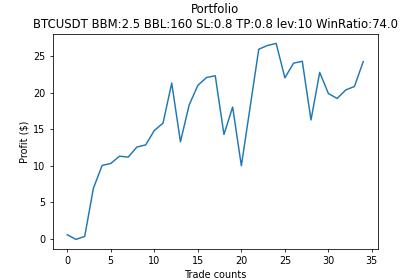 Portfolio
BTCUSDT BBM:2.5 BBL:160 SL:0.8 TP:0.8 lev:10 WinRatio:74.0
25
20
15
10
5
0
Profit ($)
0 5 10 15 20 25 30 35
Trade counts